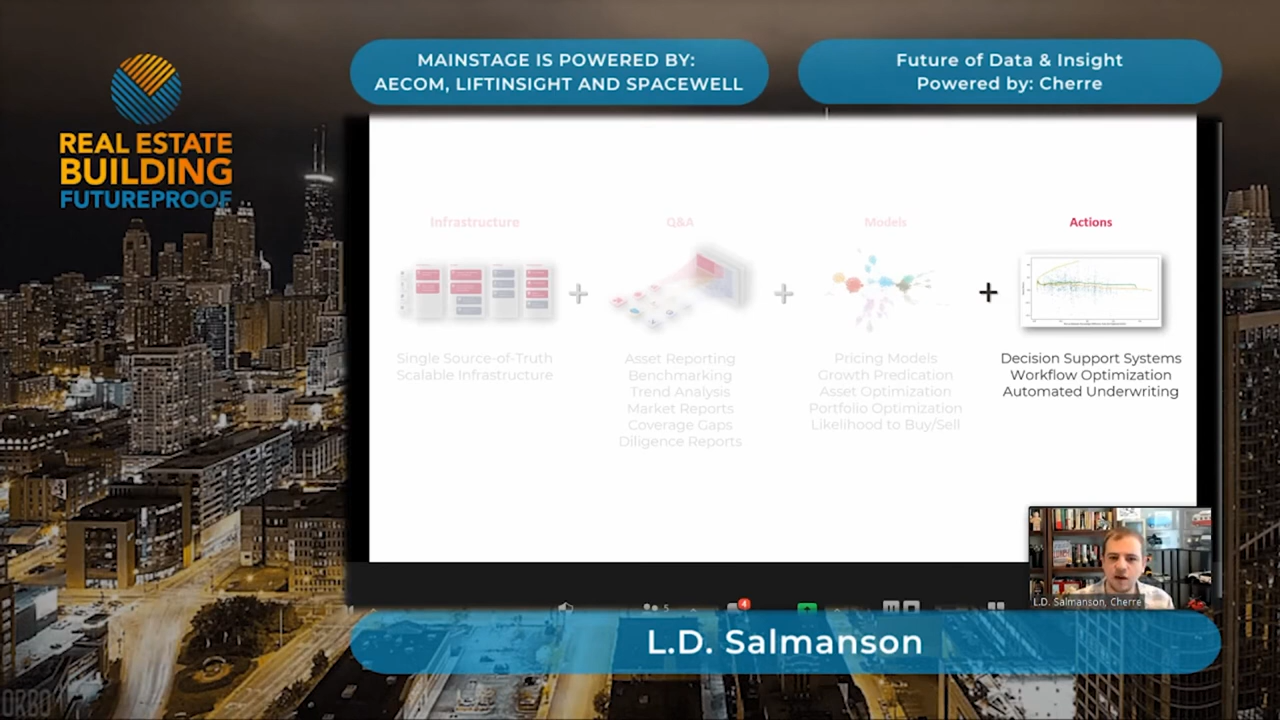 MAINSTAGE IS POWERED BY:
AECOM, LIFTINSIGHT AND SPACEWELL
Future of Data & Insight
Powered by: Cherre
REAL ESTATE
BUILDING
FUTUREPROOF
Infrastructure
Single Source-of-Truth
Scalable Infrastructure
+
Q&A
Asset Reporting
Benchmarking
Trend Analysis
Market Reports
Coverage Gaps
Diligence Reports
+
Models
Pricing Models
Growth Predication
Asset Optimization
Portfolio Optimization
Likelihood to Buy/Sell
+
Actions
Decision Support Systems
Workflow Optimization
Automated Underwriting
L.D. Salmanson, Cherre
5
4
L.D. Salmanson